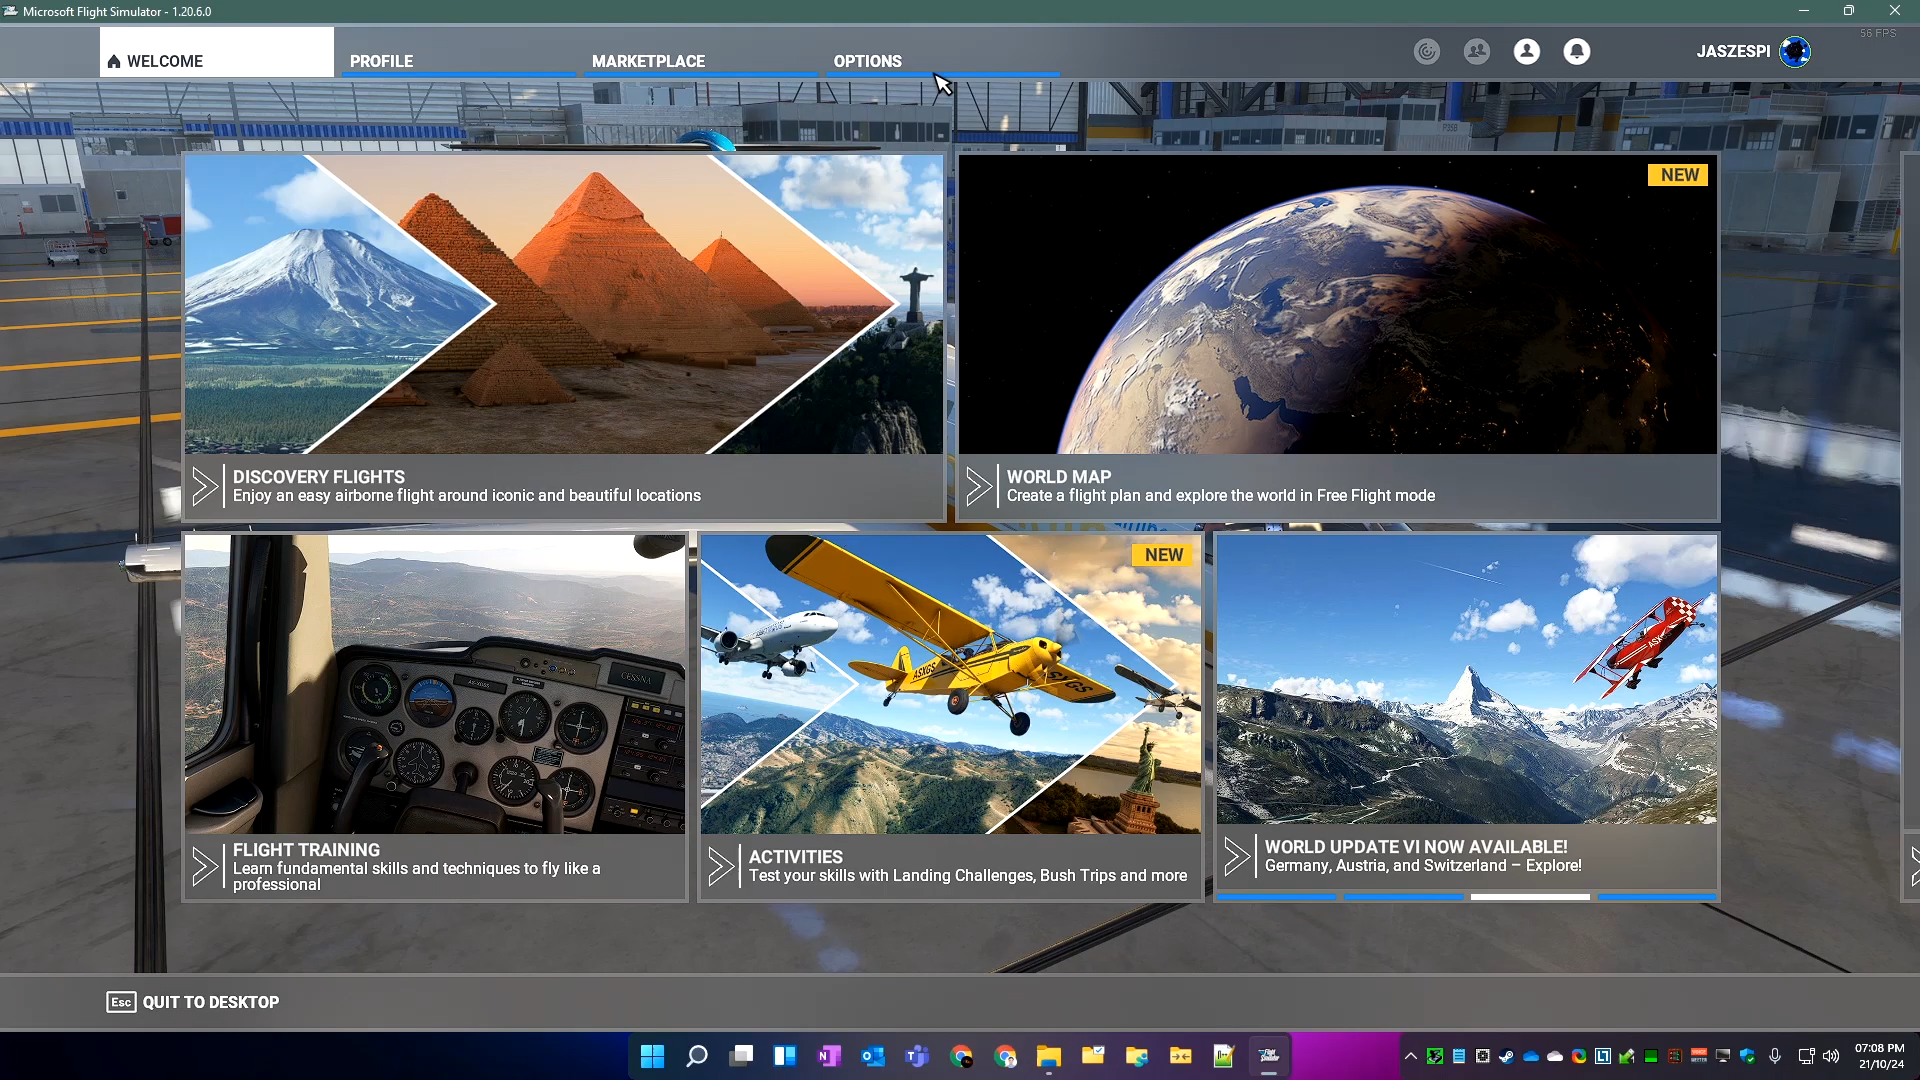 Microsoft Flight Simulator - 1.20.6.0
56 FPS
WELCOME
PROFILE
MARKETPLACE
OPTIONS
JASZESPI
NEW
DISCOVERY FLIGHTS
Enjoy an easy airborne flight around iconic and beautiful locations
WORLD MAP
Create a flight plan and explore the world in Free Flight mode
CESSNA
NEW
ASXGS
FLIGHT TRAINING
Learn fundamental skills and techniques to fly like a
professional
ACTIVITIES
Test your skills with Landing Challenges, Bush Trips and more
WORLD UPDATE VI NOW AVAILABLE!
Germany, Austria, and Switzerland – Explore!
Esc QUIT TO DESKTOP
07:08 PM
21/10/24